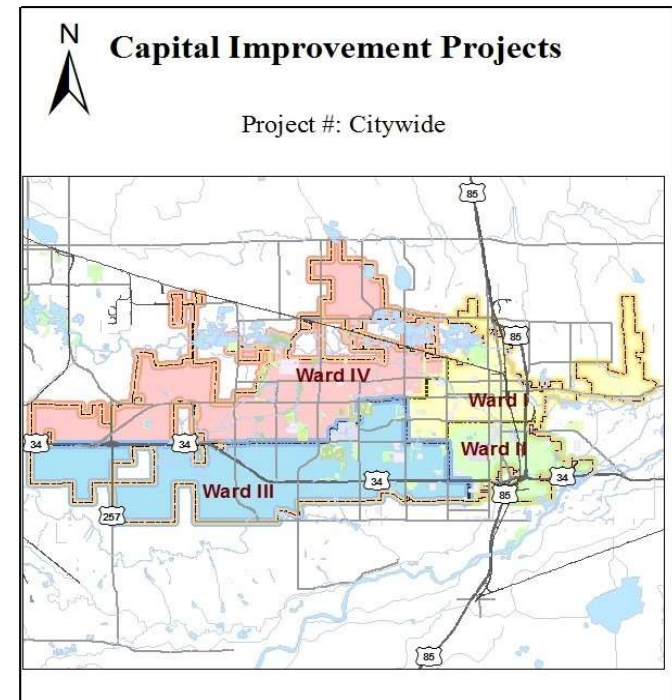 N
Capital Improvement Projects
Project #: Citywide
85
85
Ward IV
Ward I
34
34
Ward II
34
34
Ward III
85
257
85